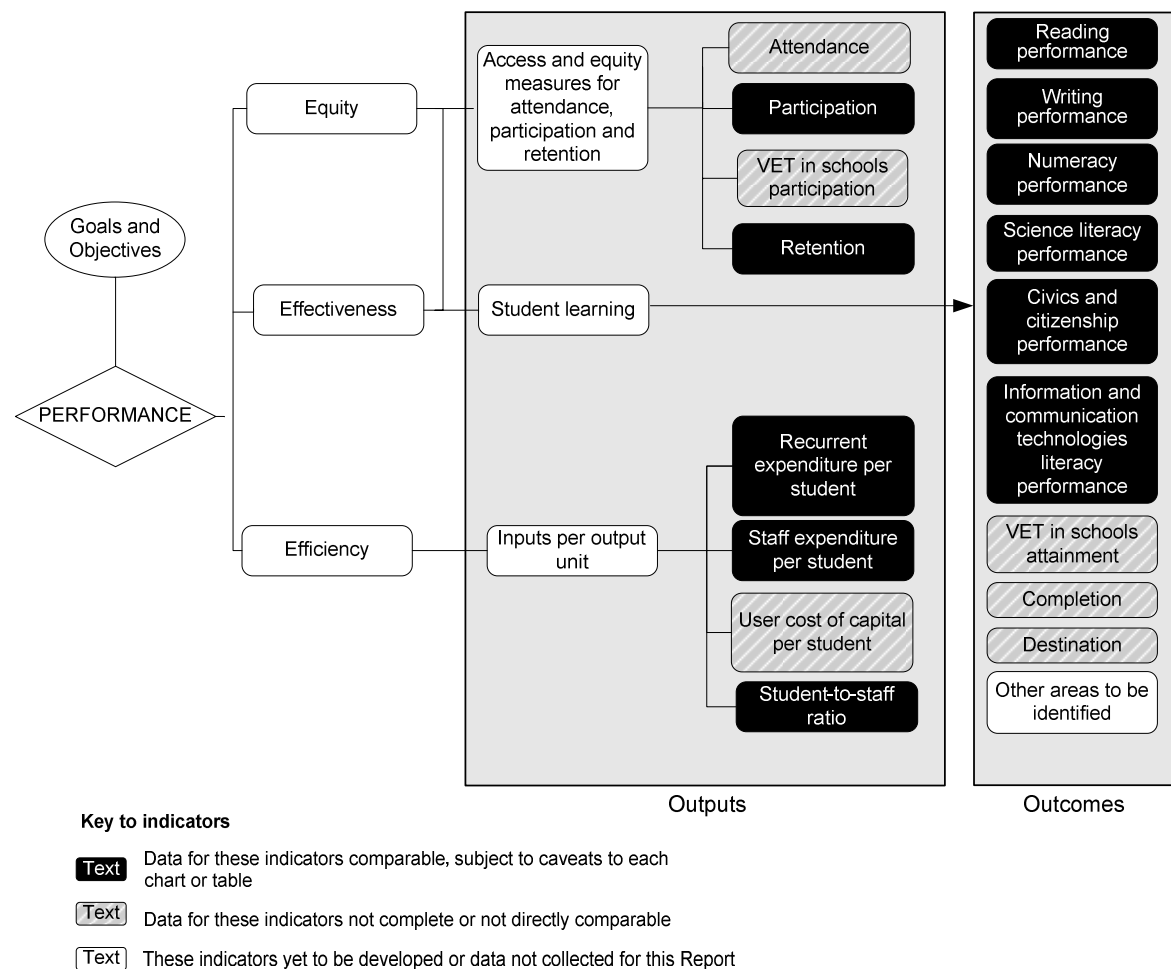 Goals and
Objectives
PERFORMANCE
Equity
Effectiveness
Efficiency
Access and equity
measures for
attendance,
participation and
retention
Student learning
Inputs per output
unit
Attendance
Participation
VET in schools
participation
Retention
Recurrent
expenditure per
student
Staff expenditure
per student
User cost of capital
per student
Student-to-staff
ratio
Outputs
Reading
performance
Writing
performance
Numeracy
performance
Science literacy
performance
Civics and
citizenship
performance
Information and
communication
technologies
literacy
performance
VET in schools
attainment
Completion
Destination
Other areas to be
identified
Outcomes
Key to indicators
Text Data for these indicators comparable, subject to caveats to each
chart or table
Text Data for these indicators not complete or not directly comparable
Text These indicators yet to be developed or data not collected for this Report